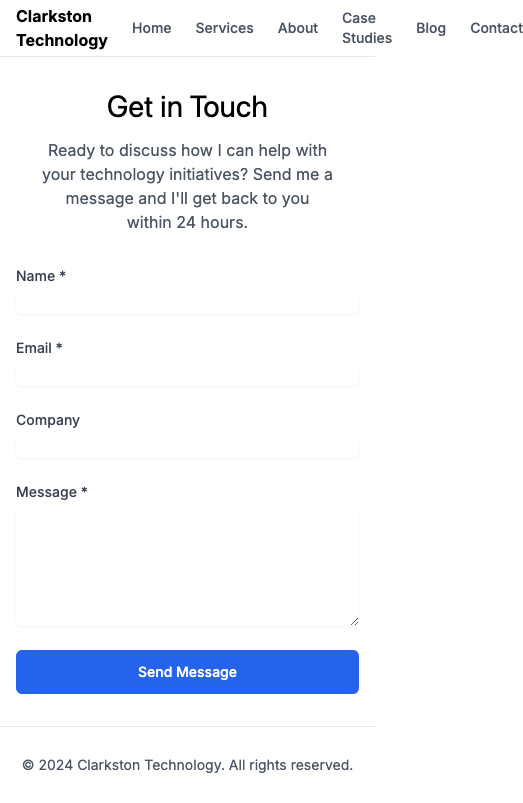 Clarkston
Technology
Home
Services
About
Case
Studies
Blog
Contact
Get in Touch
Ready to discuss how I can help with
your technology initiatives? Send me a
message and I'll get back to you
within 24 hours.
Name *
Email *
Company
Message *
Send Message
© 2024 Clarkston Technology. All rights reserved.